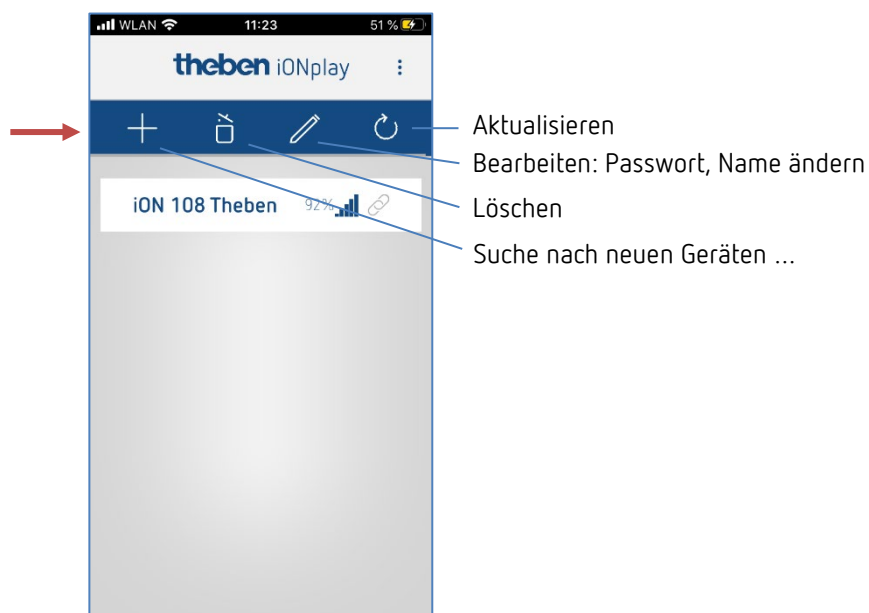 WLAN 11:23 51 %
theben iONplay
Aktualisieren
Bearbeiten: Passwort, Name ändern
iON 108 Theben 92%
Löschen
Suche nach neuen Geräten ...